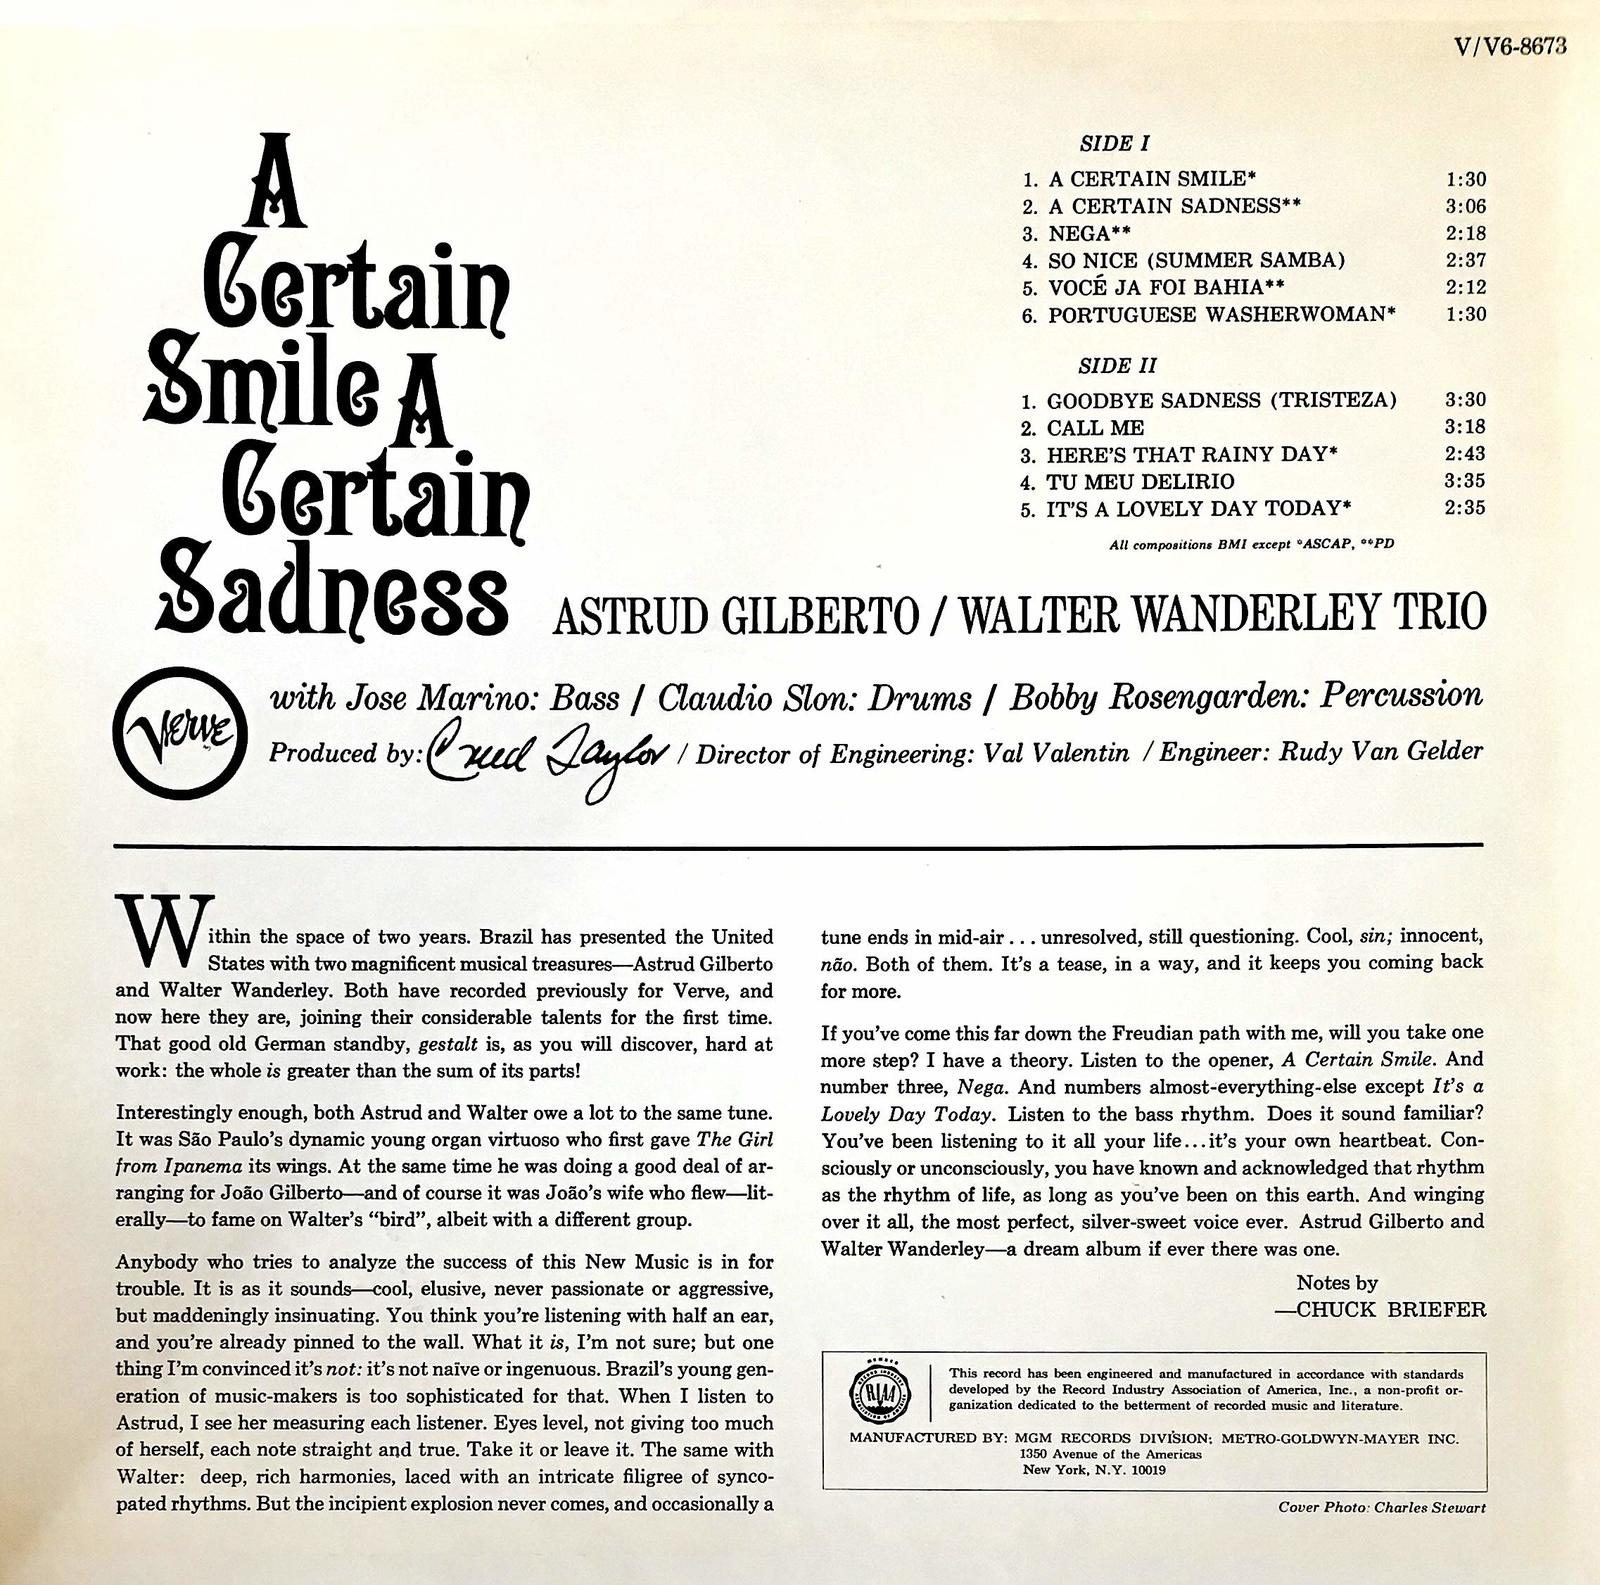 V/V6-8673
A
Certain
Smile A
Certain
Sadness
SIDE I
1. A CERTAIN SMILE* 1:30
2. A CERTAIN SADNESS** 3:06
3. NEGA** 2:18
4. SO NICE (SUMMER SAMBA) 2:37
5. VOCÉ JA FOI BAHIA** 2:12
6. PORTUGUESE WASHERWOMAN* 1:30
SIDE II
1. GOODBYE SADNESS (TRISTEZA) 3:30
2. CALL ME 3:18
3. HERE'S THAT RAINY DAY* 2:43
4. TU MEU DELIRIO 3:35
5. IT'S A LOVELY DAY TODAY* 2:35
All compositions BMI except *ASCAP, **PD
ASTRUD GILBERTO / WALTER WANDERLEY TRIO
Verve
with Jose Marino: Bass / Claudio Slon: Drums / Bobby Rosengarden: Percussion
Produced by: Creed Taylor / Director of Engineering: Val Valentin / Engineer: Rudy Van Gelder
Within the space of two years. Brazil has presented the United
States with two magnificent musical treasures—Astrud Gilberto
and Walter Wanderley. Both have recorded previously for Verve, and
now here they are, joining their considerable talents for the first time.
That good old German standby, gestalt is, as you will discover, hard at
work: the whole is greater than the sum of its parts!
Interestingly enough, both Astrud and Walter owe a lot to the same tune.
It was São Paulo's dynamic young organ virtuoso who first gave The Girl
from Ipanema its wings. At the same time he was doing a good deal of ar-
ranging for João Gilberto—and of course it was João's wife who flew—lit-
erally—to fame on Walter's "bird", albeit with a different group.
Anybody who tries to analyze the success of this New Music is in for
trouble. It is as it sounds—cool, elusive, never passionate or aggressive,
but maddeningly insinuating. You think you're listening with half an ear,
and you're already pinned to the wall. What it is, I'm not sure; but one
thing I'm convinced it's not: it's not naïve or ingenuous. Brazil's young gen-
eration of music-makers is too sophisticated for that. When I listen to
Astrud, I see her measuring each listener. Eyes level, not giving too much
of herself, each note straight and true. Take it or leave it. The same with
Walter: deep, rich harmonies, laced with an intricate filigree of synco-
pated rhythms. But the incipient explosion never comes, and occasionally a
tune ends in mid-air . . . unresolved, still questioning. Cool, sin; innocent,
não. Both of them. It's a tease, in a way, and it keeps you coming back
for more.
If you've come this far down the Freudian path with me, will you take one
more step? I have a theory. Listen to the opener, A Certain Smile. And
number three, Nega. And numbers almost-everything-else except It's a
Lovely Day Today. Listen to the bass rhythm. Does it sound familiar?
You've been listening to it all your life...it's your own heartbeat. Con-
sciously or unconsciously, you have known and acknowledged that rhythm
as the rhythm of life, as long as you've been on this earth. And winging
over it all, the most perfect, silver-sweet voice ever. Astrud Gilberto and
Walter Wanderley—a dream album if ever there was one.
Notes by
—CHUCK BRIEFER
MEMBER
RECORD INDUSTRY
RIAA
ASSOCIATION OF AMERICA
This record has been engineered and manufactured in accordance with standards
developed by the Record Industry Association of America, Inc., a non-profit or-
ganization dedicated to the betterment of recorded music and literature.
MANUFACTURED BY: MGM RECORDS DIVISION; METRO-GOLDWYN-MAYER INC.
1350 Avenue of the Americas
New York, N.Y. 10019
Cover Photo: Charles Stewart